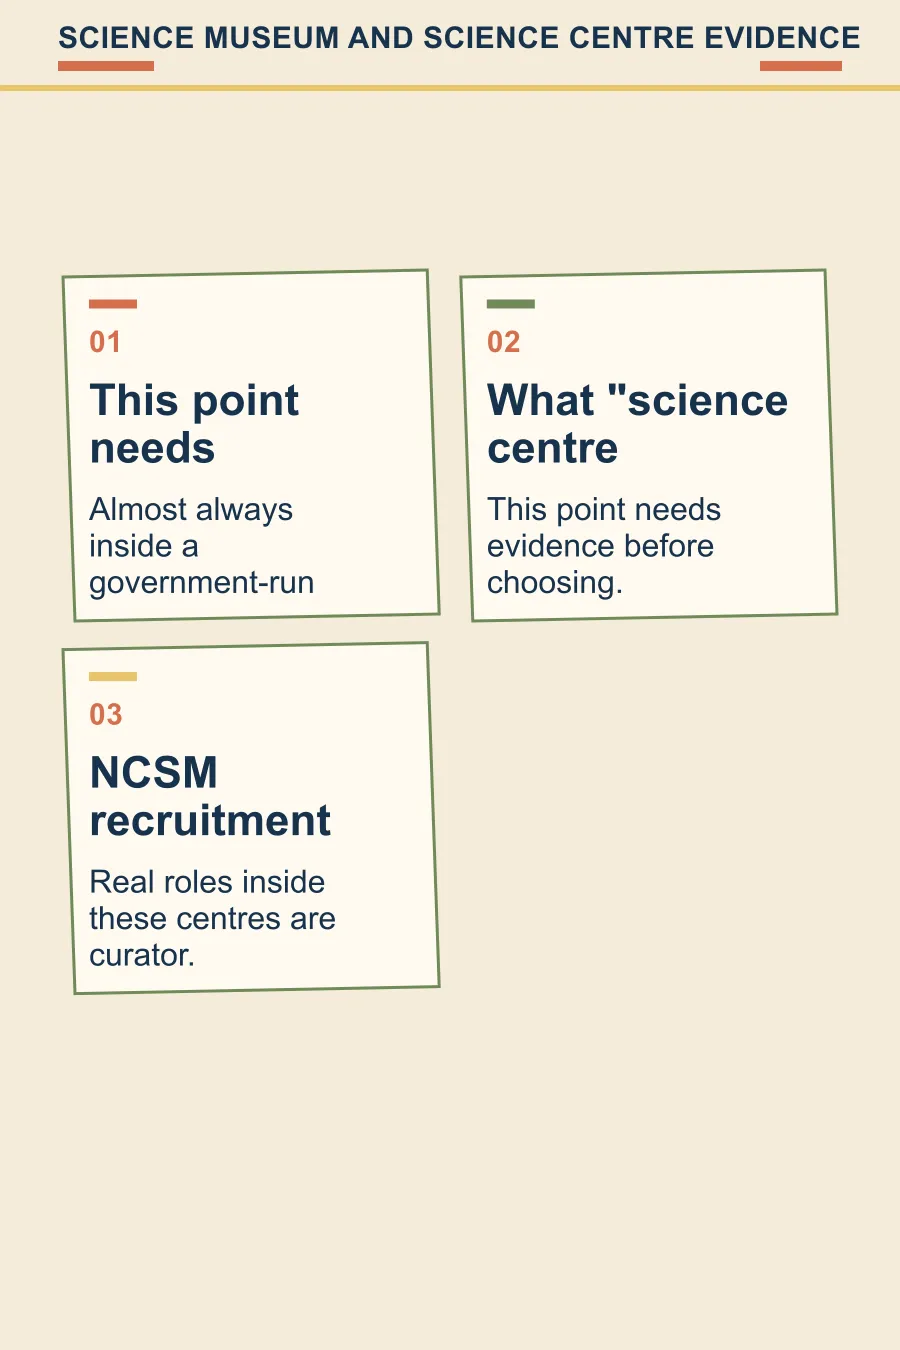 SCIENCE MUSEUM AND SCIENCE CENTRE EVIDENCE
01
This point
needs
Almost always
inside a
government-run
02
What "science
centre
This point needs
evidence before
choosing.
03
NCSM
recruitment
Real roles inside
these centres are
curator.